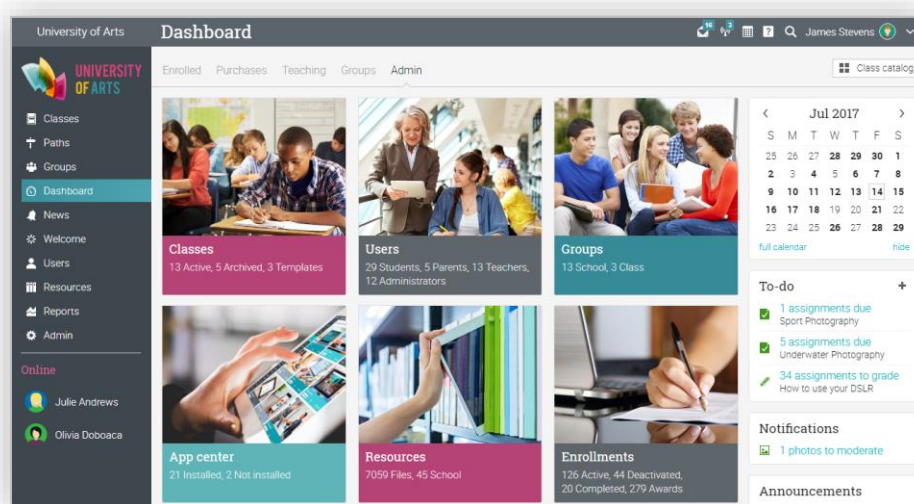 University of Arts
Dashboard
16
3
?
James Stevens
UNIVERSITY
OF ARTS
Classes
Paths
Groups
Dashboard
News
Welcome
Users
Resources
Reports
Admin
Online
Julie Andrews
Olivia Doboaca
Enrolled Purchases Teaching Groups Admin
Class catalog
Classes
13 Active, 5 Archived, 3 Templates
Users
29 Students, 5 Parents, 13 Teachers,
12 Administrators
Groups
13 School, 3 Class
App center
21 Installed, 2 Not installed
Resources
7059 Files, 45 School
Enrollments
126 Active, 44 Deactivated,
20 Completed, 279 Awards
Jul 2017
S M T W T F S
25 26 27 28 29 30 1
2 3 4 5 6 7 8
9 10 11 12 13 14 15
16 17 18 19 20 21 22
23 24 25 26 27 28 29
full calendar hide
To-do +
1 assignments due
Sport Photography
5 assignments due
Underwater Photography
34 assignments to grade
How to use your DSLR
Notifications
1 photos to moderate
Announcements